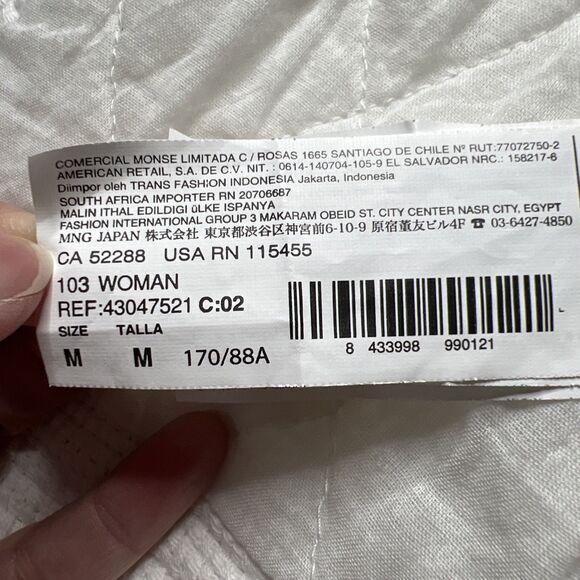 COMERCIAL MONSE LIMITADA C / ROSAS 1665 SANTIAGO DE CHILE Nº RUT:77072750-2
AMERICAN RETAIL, S.A. DE C.V. NIT. : 0614-140704-105-9 EL SALVADOR NRC.: 158217-6
Diimpor oleh TRANS FASHION INDONESIA Jakarta, Indonesia
SOUTH AFRICA IMPORTER RN 20706687
MALIN ITHAL EDILDIGI üLKE ISPANYA
FASHION INTERNATIONAL GROUP 3 MAKARAM OBEID ST. CITY CENTER NASR CITY, EGYPT
MNG JAPAN 株式会社 東京都渋谷区神宮前6-10-9 原宿董友ビル4F ☎ 03-6427-4850
CA 52288 USA RN 115455
103 WOMAN
REF:43047521 C:02
SIZE TALLA
M M 170/88A
8 433998 990121